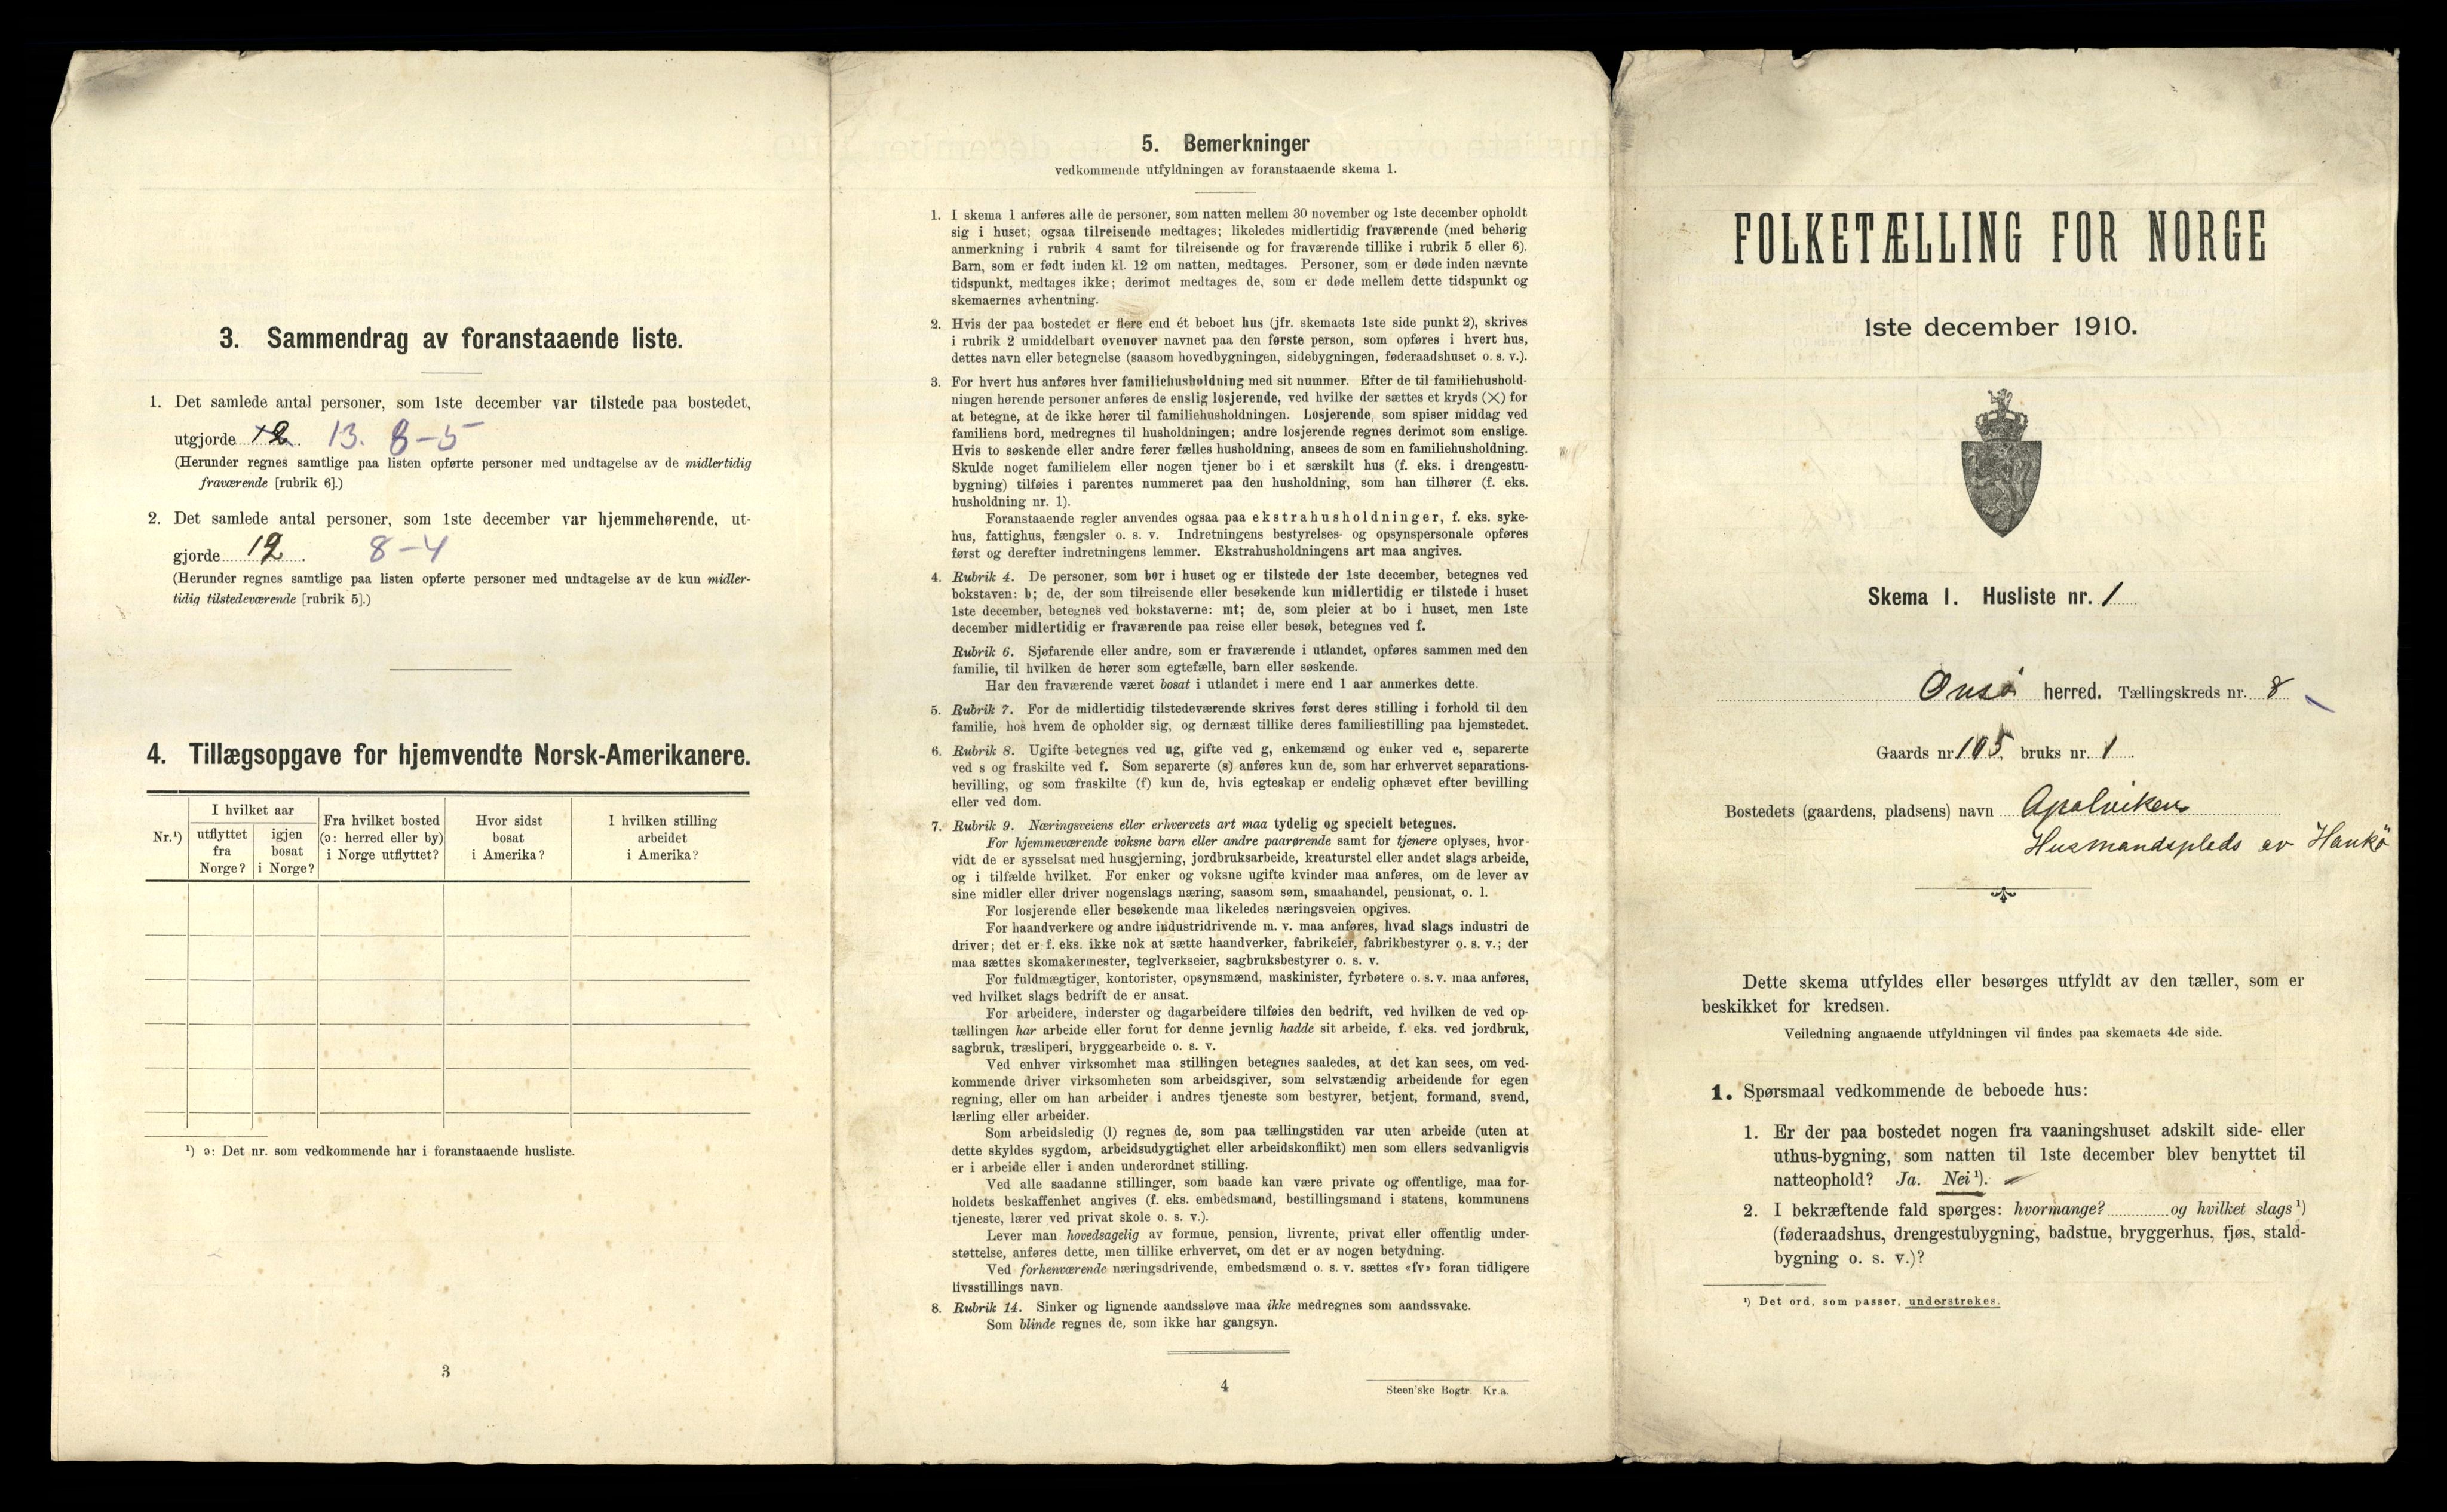 3. Sammendrag av foranstaaende liste.
1. Det samlede antal personer, som 1ste december var tilstede paa bostedet,
utgjorde 12. 13. 8-5
(Herunder regnes samtlige paa listen opførte personer med undtagelse av de midlertidig
fraværende [rubrik 6].)
2. Det samlede antal personer, som 1ste december var hjemmehørende, ut-
gjorde 12. 8-4
(Herunder regnes samtlige paa listen opførte personer med undtagelse av de kun midler-
tidig tilstedeværende [rubrik 5].)
4. Tillægsopgave for hjemvendte Norsk-Amerikanere.
Nr.¹)
I hvilket aar
utflyttet
fra
Norge?
igjen
bosat
i Norge?
Fra hvilket bosted
(ɔ: herred eller by)
i Norge utflyttet?
Hvor sidst
bosat
i Amerika?
I hvilken stilling
arbeidet
i Amerika?
¹) ɔ: Det nr. som vedkommende har i foranstaaende husliste.
3
5. Bemerkninger
vedkommende utfyldningen av foranstaaende skema 1.
1. I skema 1 anføres alle de personer, som natten mellem 30 november og 1ste december opholdt
sig i huset; ogsaa tilreisende medtages; likeledes midlertidig fraværende (med behørig
anmerkning i rubrik 4 samt for tilreisende og for fraværende tillike i rubrik 5 eller 6).
Barn, som er født inden kl. 12 om natten, medtages. Personer, som er døde inden nævnte
tidspunkt, medtages ikke; derimot medtages de, som er døde mellem dette tidspunkt og
skemaernes avhentning.
2. Hvis der paa bostedet er flere end ét beboet hus (jfr. skemaets 1ste side punkt 2), skrives
i rubrik 2 umiddelbart ovenover navnet paa den første person, som opføres i hvert hus,
dettes navn eller betegnelse (saasom hovedbygningen, sidebygningen, føderaadshuset o. s. v.).
3. For hvert hus anføres hver familiehusholdning med sit nummer. Efter de til familiehushold-
ningen hørende personer anføres de enslig losjerende, ved hvilke der sættes et kryds (×) for
at betegne, at de ikke hører til familiehusholdningen. Losjerende, som spiser middag ved
familiens bord, medregnes til husholdningen; andre losjerende regnes derimot som enslige.
Hvis to søskende eller andre fører fælles husholdning, ansees de som en familiehusholdning.
Skulde noget familielem eller nogen tjener bo i et særskilt hus (f. eks. i drengestu-
bygning) tilføies i parentes nummeret paa den husholdning, som han tilhører (f. eks.
husholdning nr. 1).
Foranstaaende regler anvendes ogsaa paa ekstrahusholdninger, f. eks. syke-
hus, fattighus, fængsler o. s. v. Indretningens bestyrelses- og opsynspersonale opføres
først og derefter indretningens lemmer. Ekstrahusholdningens art maa angives.
4. Rubrik 4. De personer, som bor i huset og er tilstede der 1ste december, betegnes ved
bokstaven: b; de, der som tilreisende eller besøkende kun midlertidig er tilstede i huset
1ste december, betegnes ved bokstaverne: mt; de, som pleier at bo i huset, men 1ste
december midlertidig er fraværende paa reise eller besøk, betegnes ved f.
Rubrik 6. Sjøfarende eller andre, som er fraværende i utlandet, opføres sammen med den
familie, til hvilken de hører som egtefælle, barn eller søskende.
Har den fraværende været bosat i utlandet i mere end 1 aar anmerkes dette.
5. Rubrik 7. For de midlertidig tilstedeværende skrives først deres stilling i forhold til den
familie, hos hvem de opholder sig, og dernæst tillike deres familiestilling paa hjemstedet.
6. Rubrik 8. Ugifte betegnes ved ug, gifte ved g, enkemænd og enker ved e, separerte
ved s og fraskilte ved f. Som separerte (s) anføres kun de, som har erhvervet separations-
bevilling, og som fraskilte (f) kun de, hvis egteskap er endelig ophævet efter bevilling
eller ved dom.
7. Rubrik 9. Næringsveiens eller erhvervets art maa tydelig og specielt betegnes.
For hjemmeværende voksne barn eller andre paarørende samt for tjenere oplyses, hvor-
vidt de er sysselsat med husgjerning, jordbruksarbeide, kreaturstel eller andet slags arbeide,
og i tilfælde hvilket. For enker og voksne ugifte kvinder maa anføres, om de lever av
sine midler eller driver nogenslags næring, saasom søm, smaahandel, pensionat, o. l.
For losjerende eller besøkende maa likeledes næringsveien opgives.
For haandverkere og andre industridrivende m. v. maa anføres, hvad slags industri de
driver; det er f. eks. ikke nok at sætte haandverker, fabrikeier, fabrikbestyrer o. s. v.; der
maa sættes skomakermester, teglverkseier, sagbruksbestyrer o. s. v.
For fuldmægtiger, kontorister, opsynsmænd, maskinister, fyrbøtere o. s. v. maa anføres,
ved hvilket slags bedrift de er ansat.
For arbeidere, inderster og dagarbeidere tilføies den bedrift, ved hvilken de ved op-
tællingen har arbeide eller forut for denne jevnlig hadde sit arbeide, f. eks. ved jordbruk,
sagbruk, træsliperi, bryggearbeide o. s. v.
Ved enhver virksomhet maa stillingen betegnes saaledes, at det kan sees, om ved-
kommende driver virksomheten som arbeidsgiver, som selvstændig arbeidende for egen
regning, eller om han arbeider i andres tjeneste som bestyrer, betjent, formand, svend,
lærling eller arbeider.
Som arbeidsledig (l) regnes de, som paa tællingstiden var uten arbeide (uten at
dette skyldes sygdom, arbeidsudygtighet eller arbeidskonflikt) men som ellers sedvanligvis
er i arbeide eller i anden underordnet stilling.
Ved alle saadanne stillinger, som baade kan være private og offentlige, maa for-
holdets beskaffenhet angives (f. eks. embedsmand, bestillingsmand i statens, kommunens
tjeneste, lærer ved privat skole o. s. v.).
Lever man hovedsagelig av formue, pension, livrente, privat eller offentlig under-
støttelse, anføres dette, men tillike erhvervet, om det er av nogen betydning.
Ved forhenværende næringsdrivende, embedsmænd o. s. v. sættes «fv» foran tidligere
livsstillings navn.
8. Rubrik 14. Sinker og lignende aandssløve maa ikke medregnes som aandssvake.
Som blinde regnes de, som ikke har gangsyn.
4
Steen'ske Bogtr. Kr.a.
FOLKETÆLLING FOR NORGE
1ste december 1910.
Skema 1. Husliste nr. 1
Onsø herred. Tællingskreds nr. 8
Gaards nr. 105, bruks nr. 1.
Bostedets (gaardens, pladsens) navn Apalviken
Husmandsplads av Hankö
Dette skema utfyldes eller besørges utfyldt av den tæller, som er
beskikket for kredsen.
Veiledning angaaende utfyldningen vil findes paa skemaets 4de side.
1. Spørsmaal vedkommende de beboede hus:
1. Er der paa bostedet nogen fra vaaningshuset adskilt side- eller
uthus-bygning, som natten til 1ste december blev benyttet til
natteophold? Ja. Nei¹).
2. I bekræftende fald spørges: hvormange? og hvilket slags¹)
(føderaadshus, drengestubygning, badstue, bryggerhus, fjøs, stald-
bygning o. s. v.)?
¹) Det ord, som passer, understrekes.